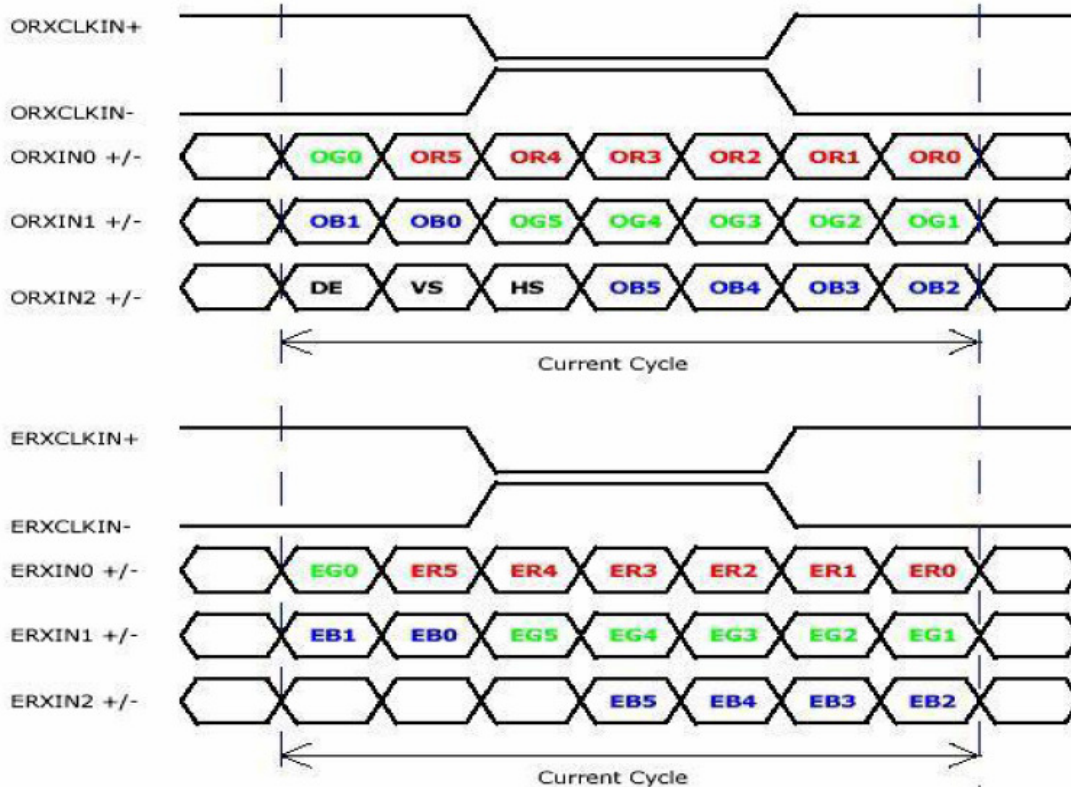 ORXCLKIN+
ORXCLKIN-
ORXIN0 +/- OG0 OR5 OR4 OR3 OR2 OR1 OR0
ORXIN1 +/- OB1 OB0 OG5 OG4 OG3 OG2 OG1
ORXIN2 +/- DE VS HS OB5 OB4 OB3 OB2
Current Cycle
ERXCLKIN+
ERXCLKIN-
ERXIN0 +/- EG0 ER5 ER4 ER3 ER2 ER1 ER0
ERXIN1 +/- EB1 EB0 EG5 EG4 EG3 EG2 EG1
ERXIN2 +/- EB5 EB4 EB3 EB2
Current Cycle